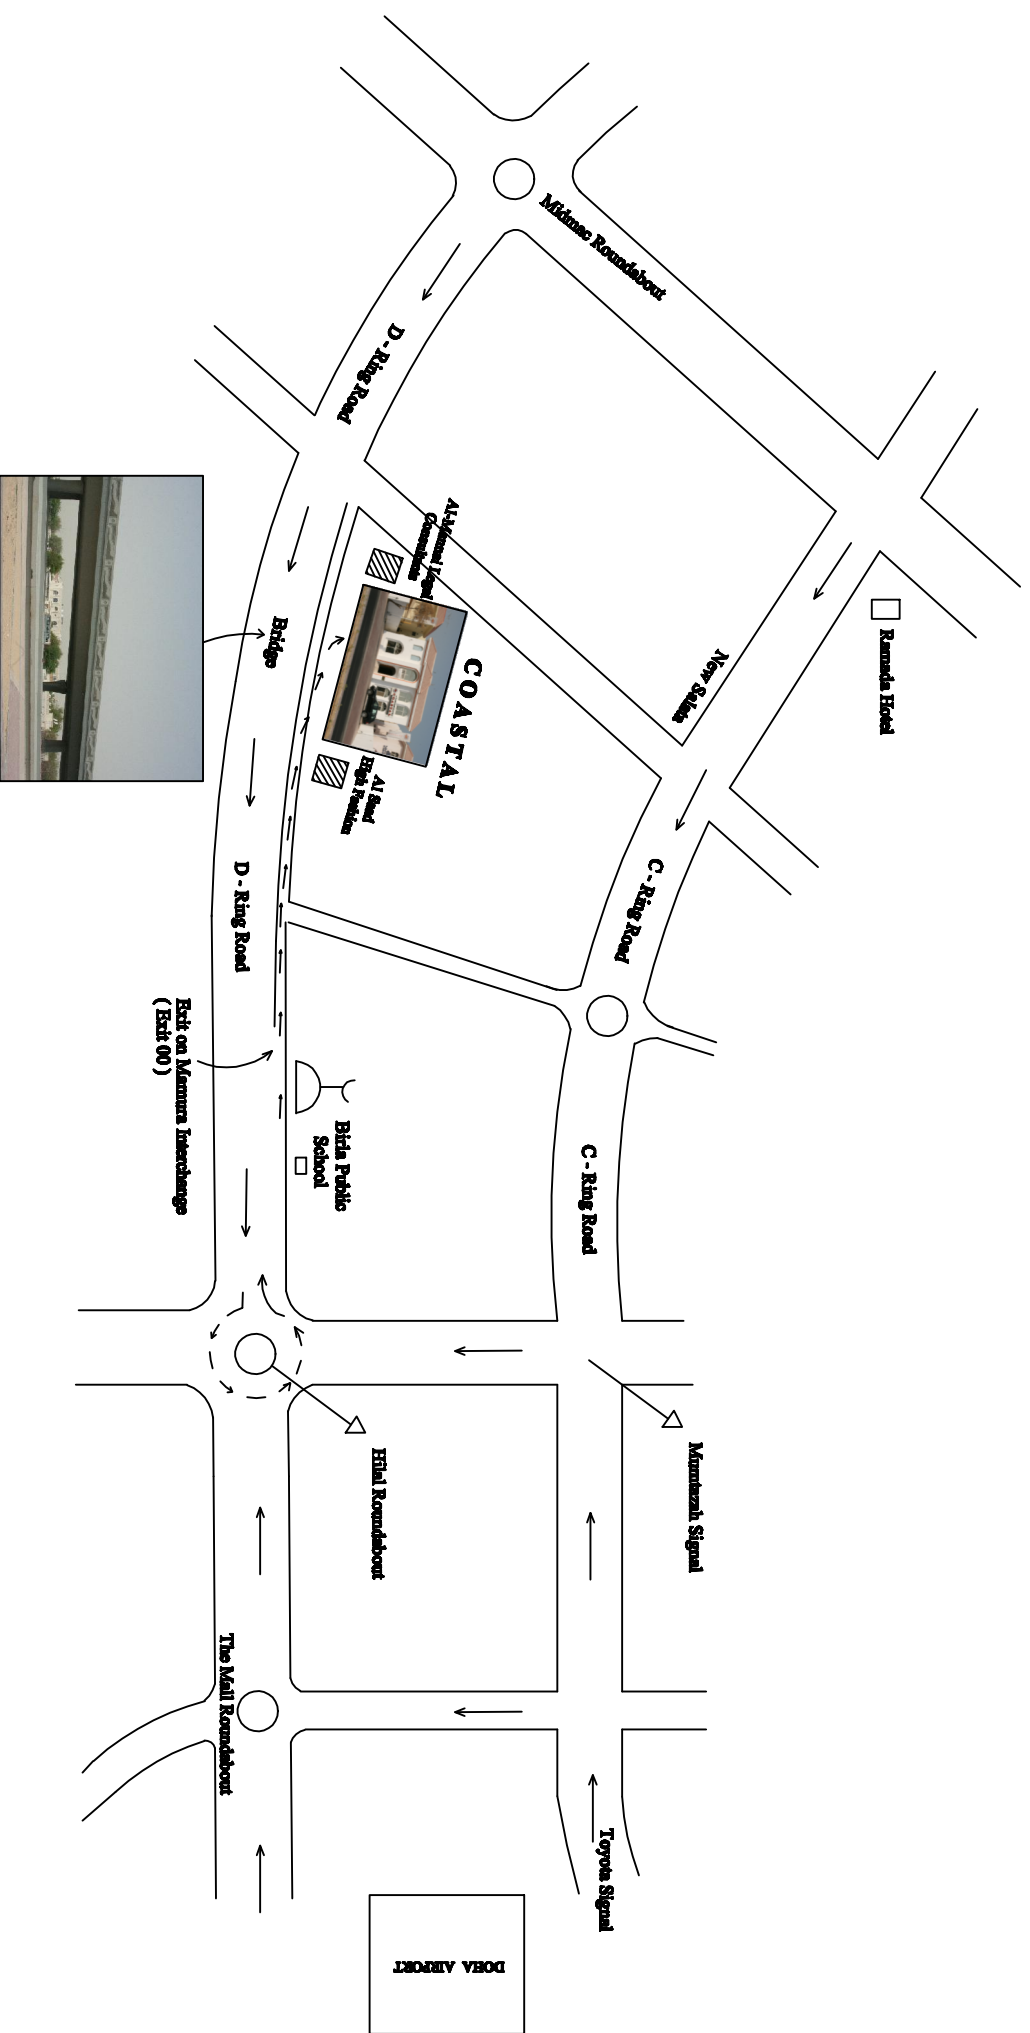 Midmac Roundabout
D - Ring Road
Ramada Hotel
Al-Mannai Legal
Consultants
Bridge
COASTAL
New Salata
Al Saad
High Fashion
C - Ring Road
D - Ring Road
Exit on Mamura Interchange
( Exit 00 )
Birla Public
School
C - Ring Road
Hilal Roundabout
Mumtazah Signal
The Mall Roundabout
Toyota Signal
DOHA AIRPORT